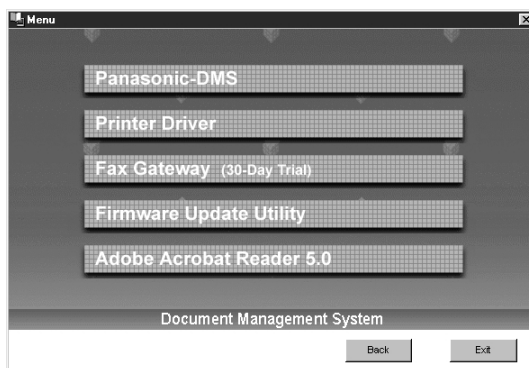 Menu
Panasonic-DMS
Printer Driver
Fax Gateway (30-Day Trial)
Firmware Update Utility
Adobe Acrobat Reader 5.0
Document Management System
Back
Exit